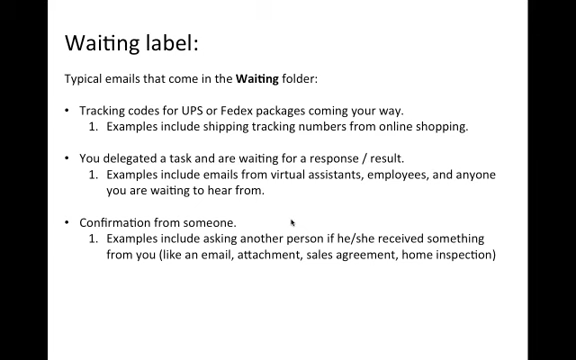 Waiting label:
Typical emails that come in the Waiting folder:
• Tracking codes for UPS or Fedex packages coming your way.
1. Examples include shipping tracking numbers from online shopping.
• You delegated a task and are waiting for a response / result.
1. Examples include emails from virtual assistants, employees, and anyone
you are waiting to hear from.
• Confirmation from someone.
1. Examples include asking another person if he/she received something
from you (like an email, attachment, sales agreement, home inspection)